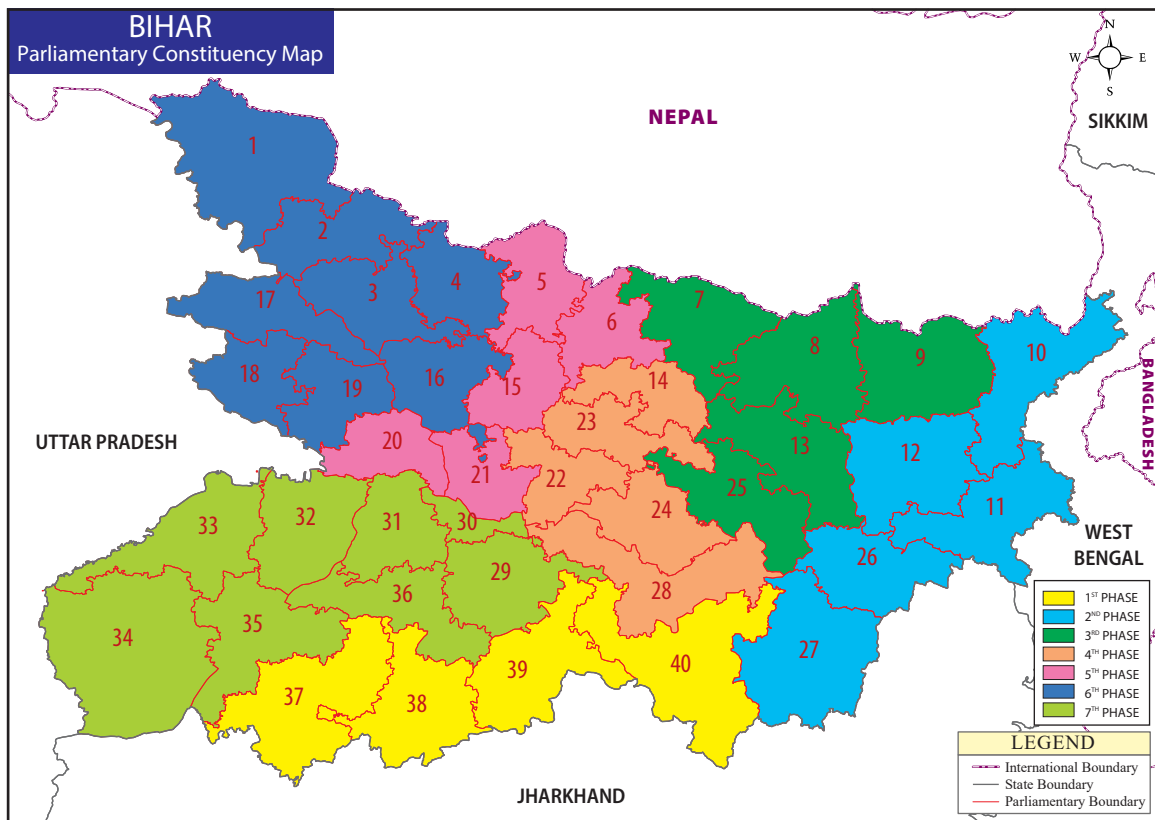 BIHAR
Parliamentary Constituency Map
N
W E
S
NEPAL
SIKKIM
1
2
3
4
5
6
7
8
9
10
17
18
19
16
15
14
23
13
12
11
BANGLADESH
UTTAR PRADESH
20
21
22
25
24
33
32
31
30
29
26
WEST
BENGAL
34
35
36
28
27
37
38
39
40
1ST PHASE
2ND PHASE
3RD PHASE
4TH PHASE
5TH PHASE
6TH PHASE
7TH PHASE
LEGEND
International Boundary
State Boundary
Parliamentary Boundary
JHARKHAND